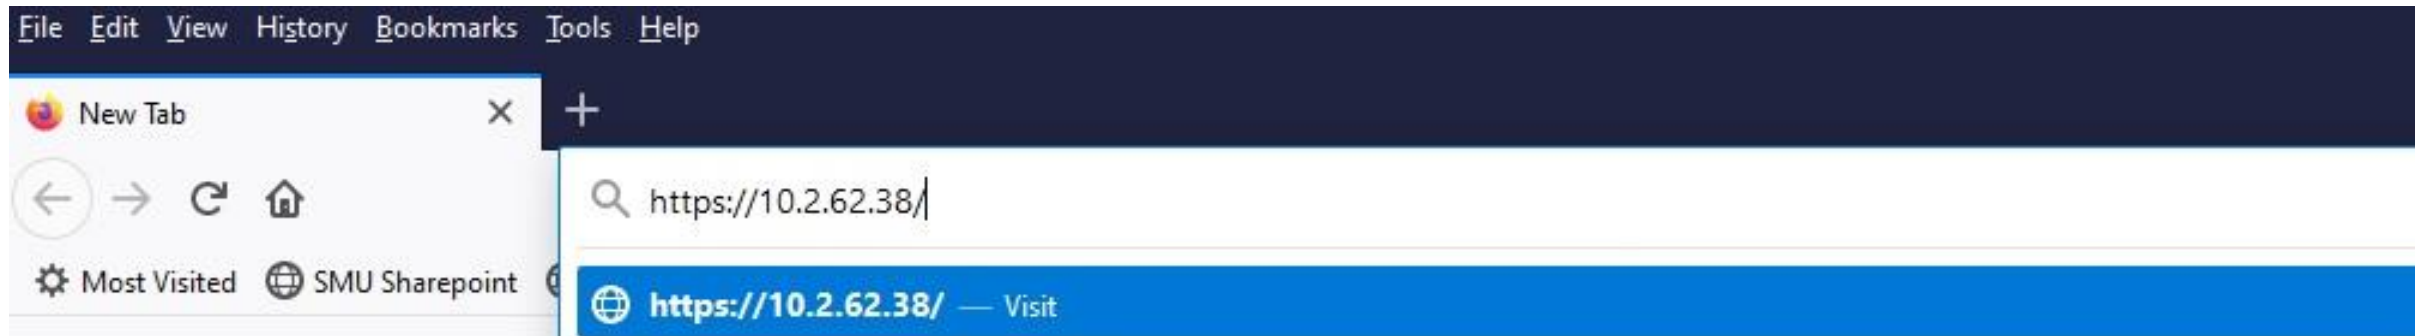 File Edit View History Bookmarks Tools Help
New Tab
https://10.2.62.38/
Most Visited SMU Sharepoint
https://10.2.62.38/ — Visit